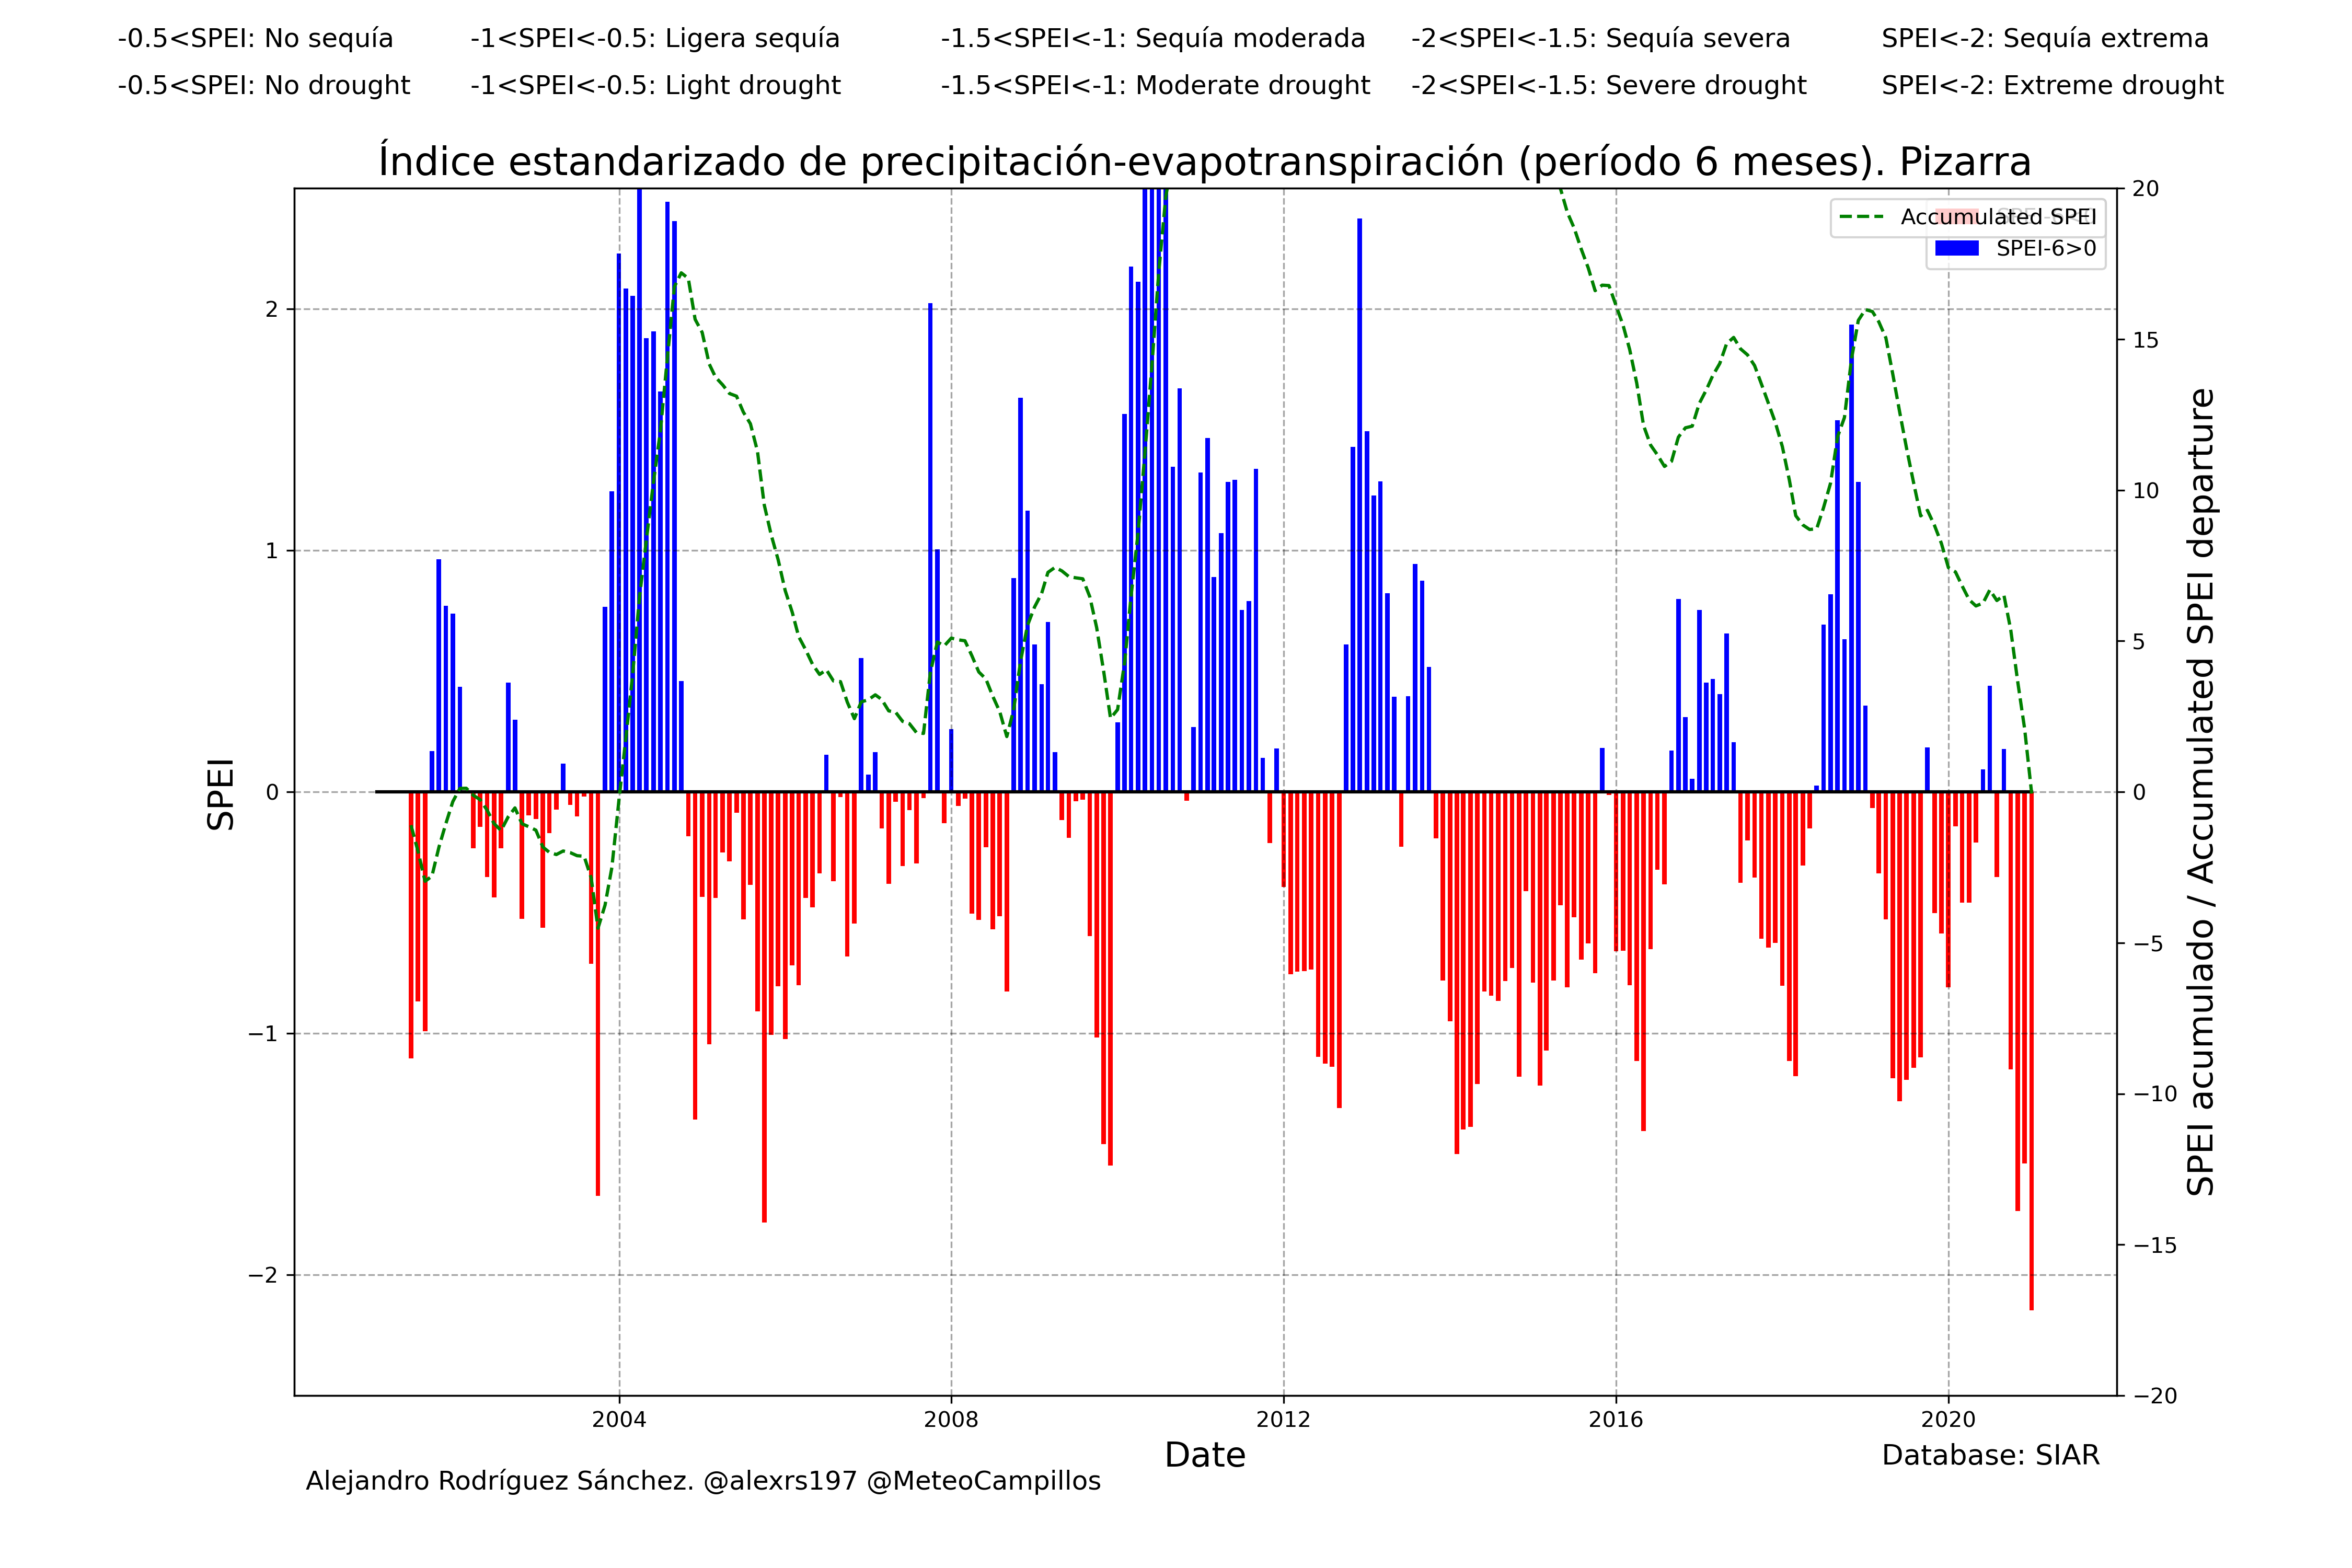 -0.5<SPEI: No sequía -1<SPEI<-0.5: Ligera sequía -1.5<SPEI<-1: Sequía moderada -2<SPEI<-1.5: Sequía severa SPEI<-2: Sequía extrema
-0.5<SPEI: No drought -1<SPEI<-0.5: Light drought -1.5<SPEI<-1: Moderate drought -2<SPEI<-1.5: Severe drought SPEI<-2: Extreme drought
Índice estandarizado de precipitación-evapotranspiración (período 6 meses). Pizarra
Accumulated SPEI
SPEI-6>0
SPEI
2
1
0
−1
−2
20
15
10
5
0
−5
−10
−15
−20
SPEI acumulado / Accumulated SPEI departure
2004 2008 2012 2016 2020
Date
Database: SIAR
Alejandro Rodríguez Sánchez. @alexrs197 @MeteoCampillos